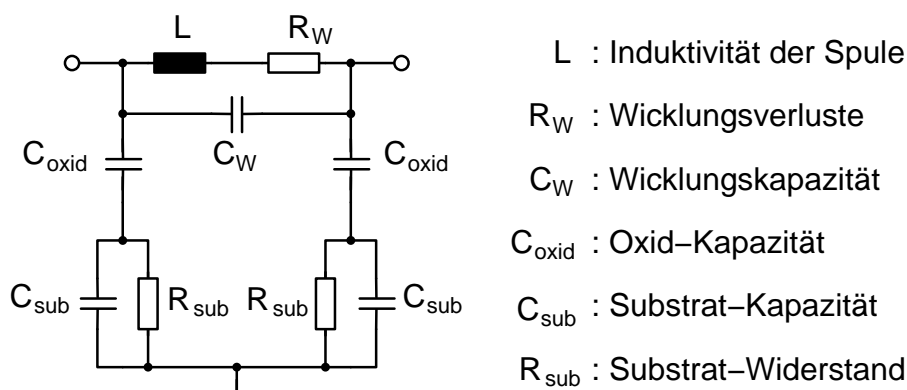 L R_W
C_oxid C_W C_oxid
C_sub R_sub R_sub C_sub
L : Induktivität der Spule
R_W : Wicklungsverluste
C_W : Wicklungskapazität
C_oxid : Oxid−Kapazität
C_sub : Substrat−Kapazität
R_sub : Substrat−Widerstand